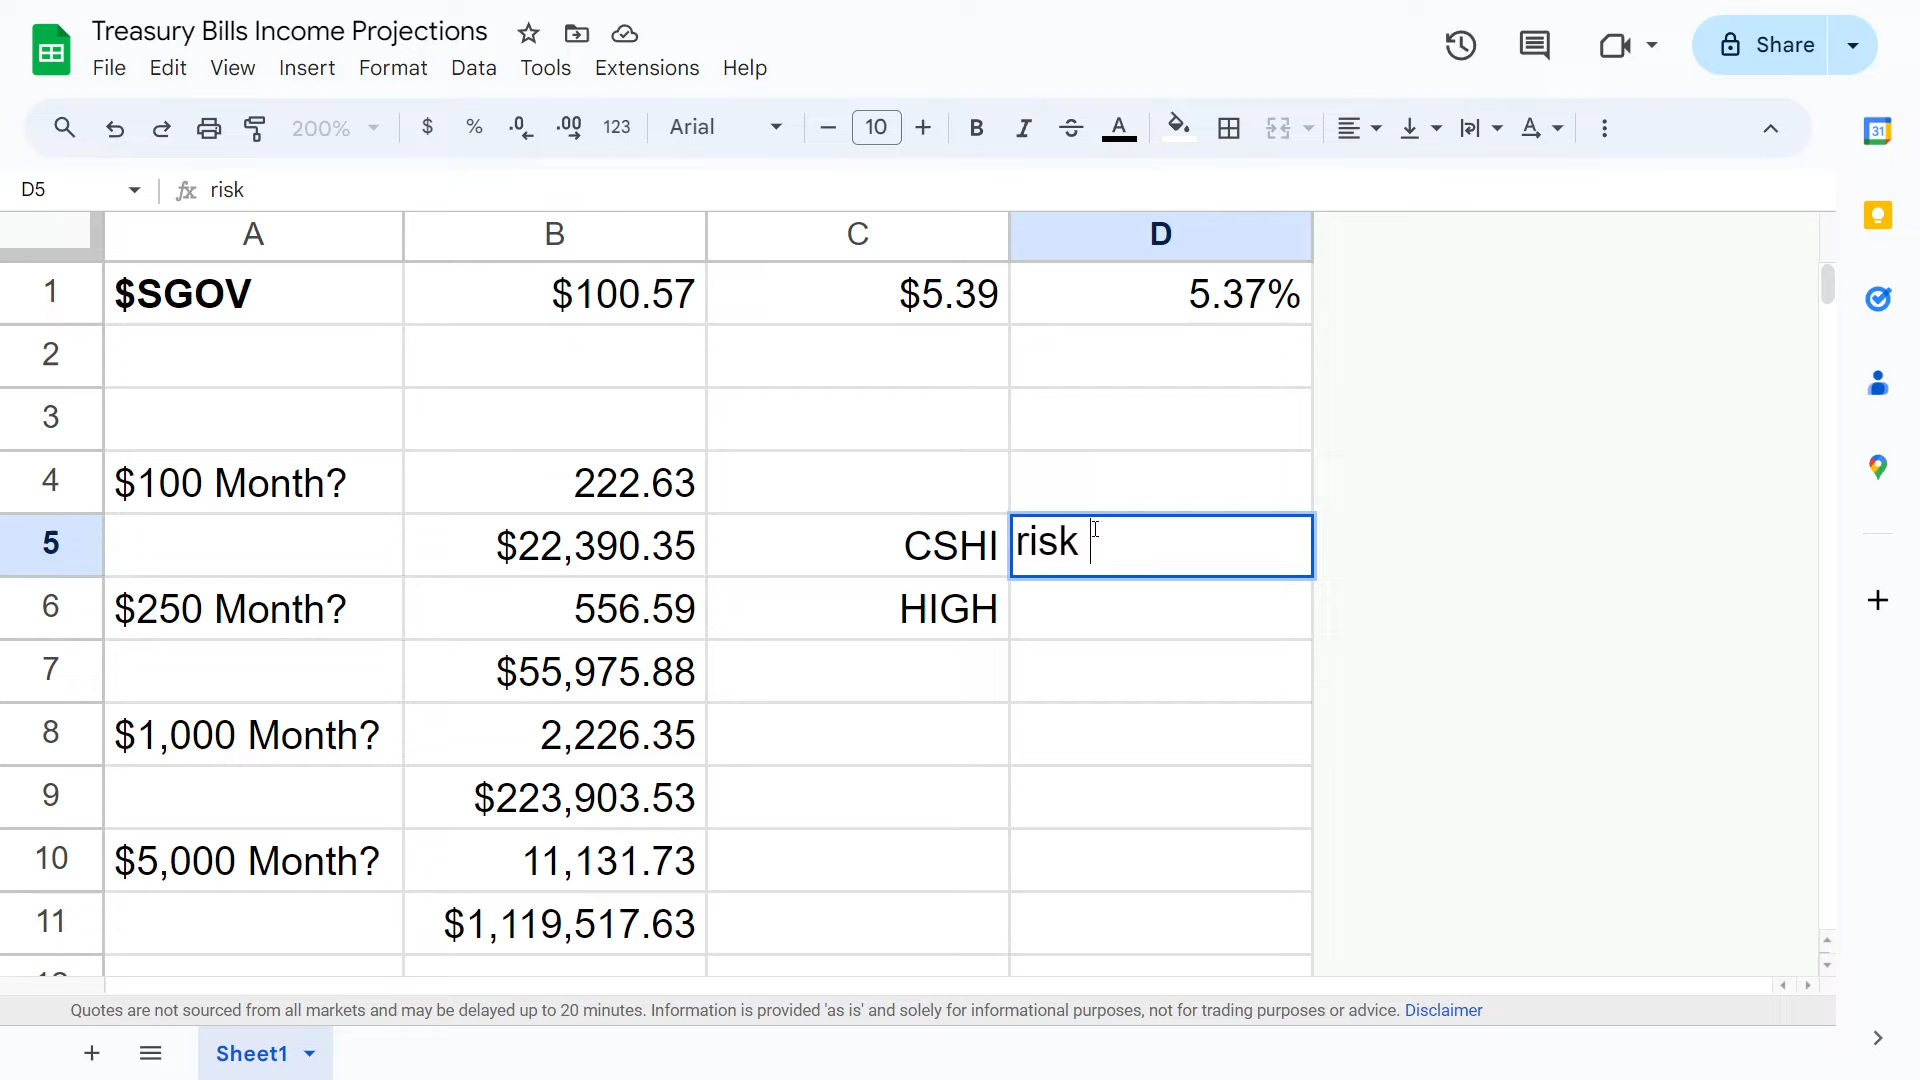 Treasury Bills Income Projections
File Edit View Insert Format Data Tools Extensions Help
Share
200% $ % .0 .00 123 Arial 10 B I S A
31
D5 fx risk
A B C D
1 $SGOV $100.57 $5.39 5.37%
2
3
4 $100 Month? 222.63
5 $22,390.35 CSHI risk
6 $250 Month? 556.59 HIGH
7 $55,975.88
8 $1,000 Month? 2,226.35
9 $223,903.53
10 $5,000 Month? 11,131.73
11 $1,119,517.63
Quotes are not sourced from all markets and may be delayed up to 20 minutes. Information is provided 'as is' and solely for informational purposes, not for trading purposes or advice. Disclaimer
Sheet1